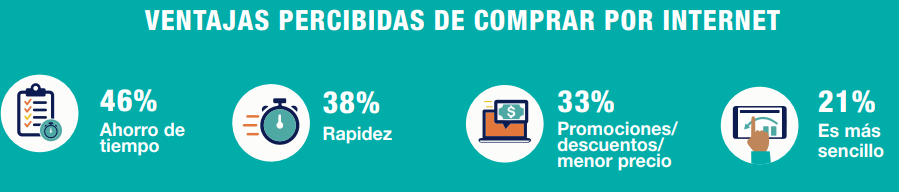 VENTAJAS PERCIBIDAS DE COMPRAR POR INTERNET
46%
Ahorro de
tiempo
38%
Rapidez
$
33%
Promociones/
descuentos/
menor precio
21%
Es más
sencillo